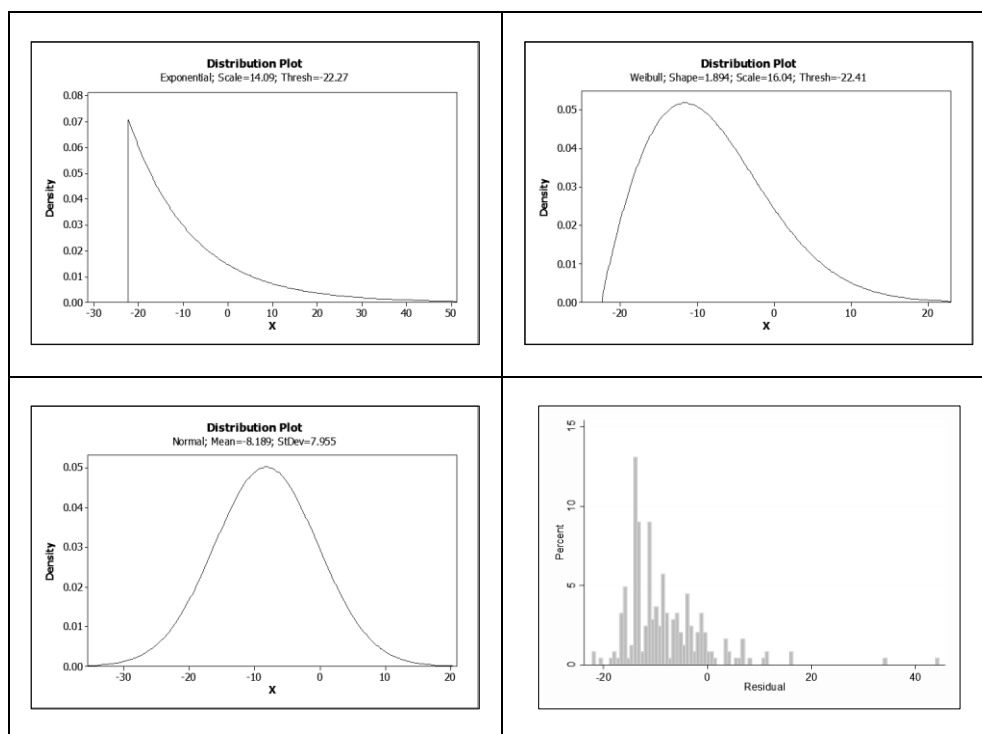 Distribution Plot
Exponential; Scale=14.09; Thresh=-22.27
0.08
0.07
0.06
0.05
0.04
0.03
0.02
0.01
0.00
Density
-30 -20 -10 0 10 20 30 40 50
X
Distribution Plot
Weibull; Shape=1.894; Scale=16.04; Thresh=-22.41
0.05
0.04
0.03
0.02
0.01
0.00
Density
-20 -10 0 10 20
X
Distribution Plot
Normal; Mean=-8.189; StDev=7.955
0.05
0.04
0.03
0.02
0.01
0.00
Density
-30 -20 -10 0 10 20
X
15
10
5
0
Percent
-20 0 20 40
Residual